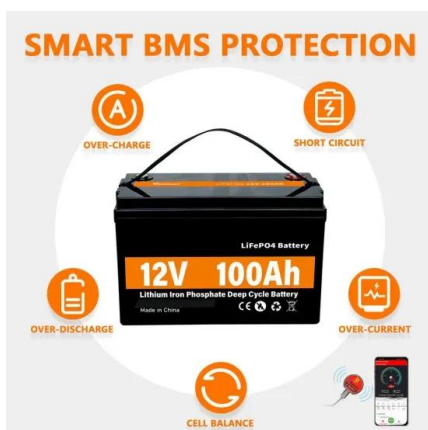 SMART BMS PROTECTION
A
OVER-CHARGE
SHORT CIRCUIT
LiFePO4 Battery
12V 100Ah
Lithium Iron Phosphate Deep Cycle Battery
Made in China
CE
OVER-DISCHARGE
OVER-CURRENT
CELL BALANCE